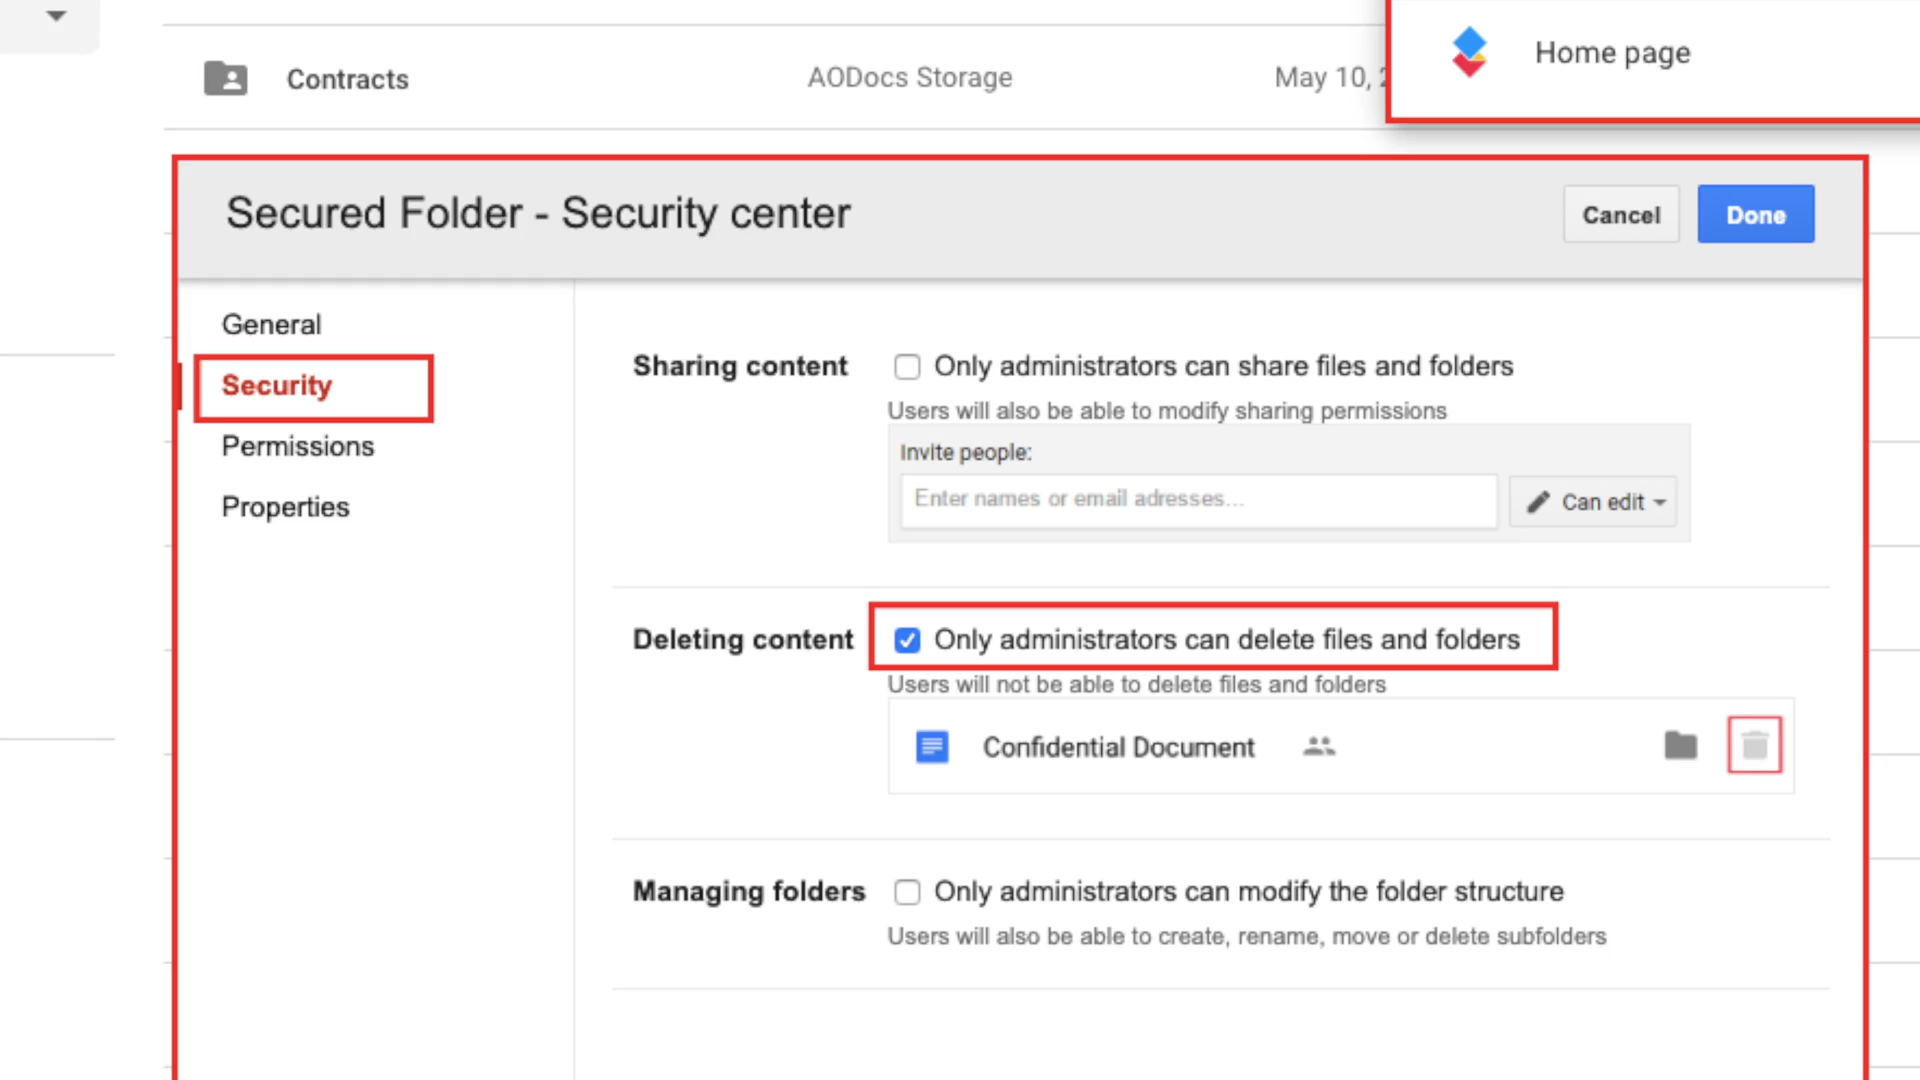 Home page
Contracts
AODocs Storage
May 10,
Secured Folder - Security center
Cancel
Done
General
Security
Permissions
Properties
Sharing content
Only administrators can share files and folders
Users will also be able to modify sharing permissions
Invite people:
Enter names or email adresses...
Can edit
Deleting content
Only administrators can delete files and folders
Users will not be able to delete files and folders
Confidential Document
Managing folders
Only administrators can modify the folder structure
Users will also be able to create, rename, move or delete subfolders